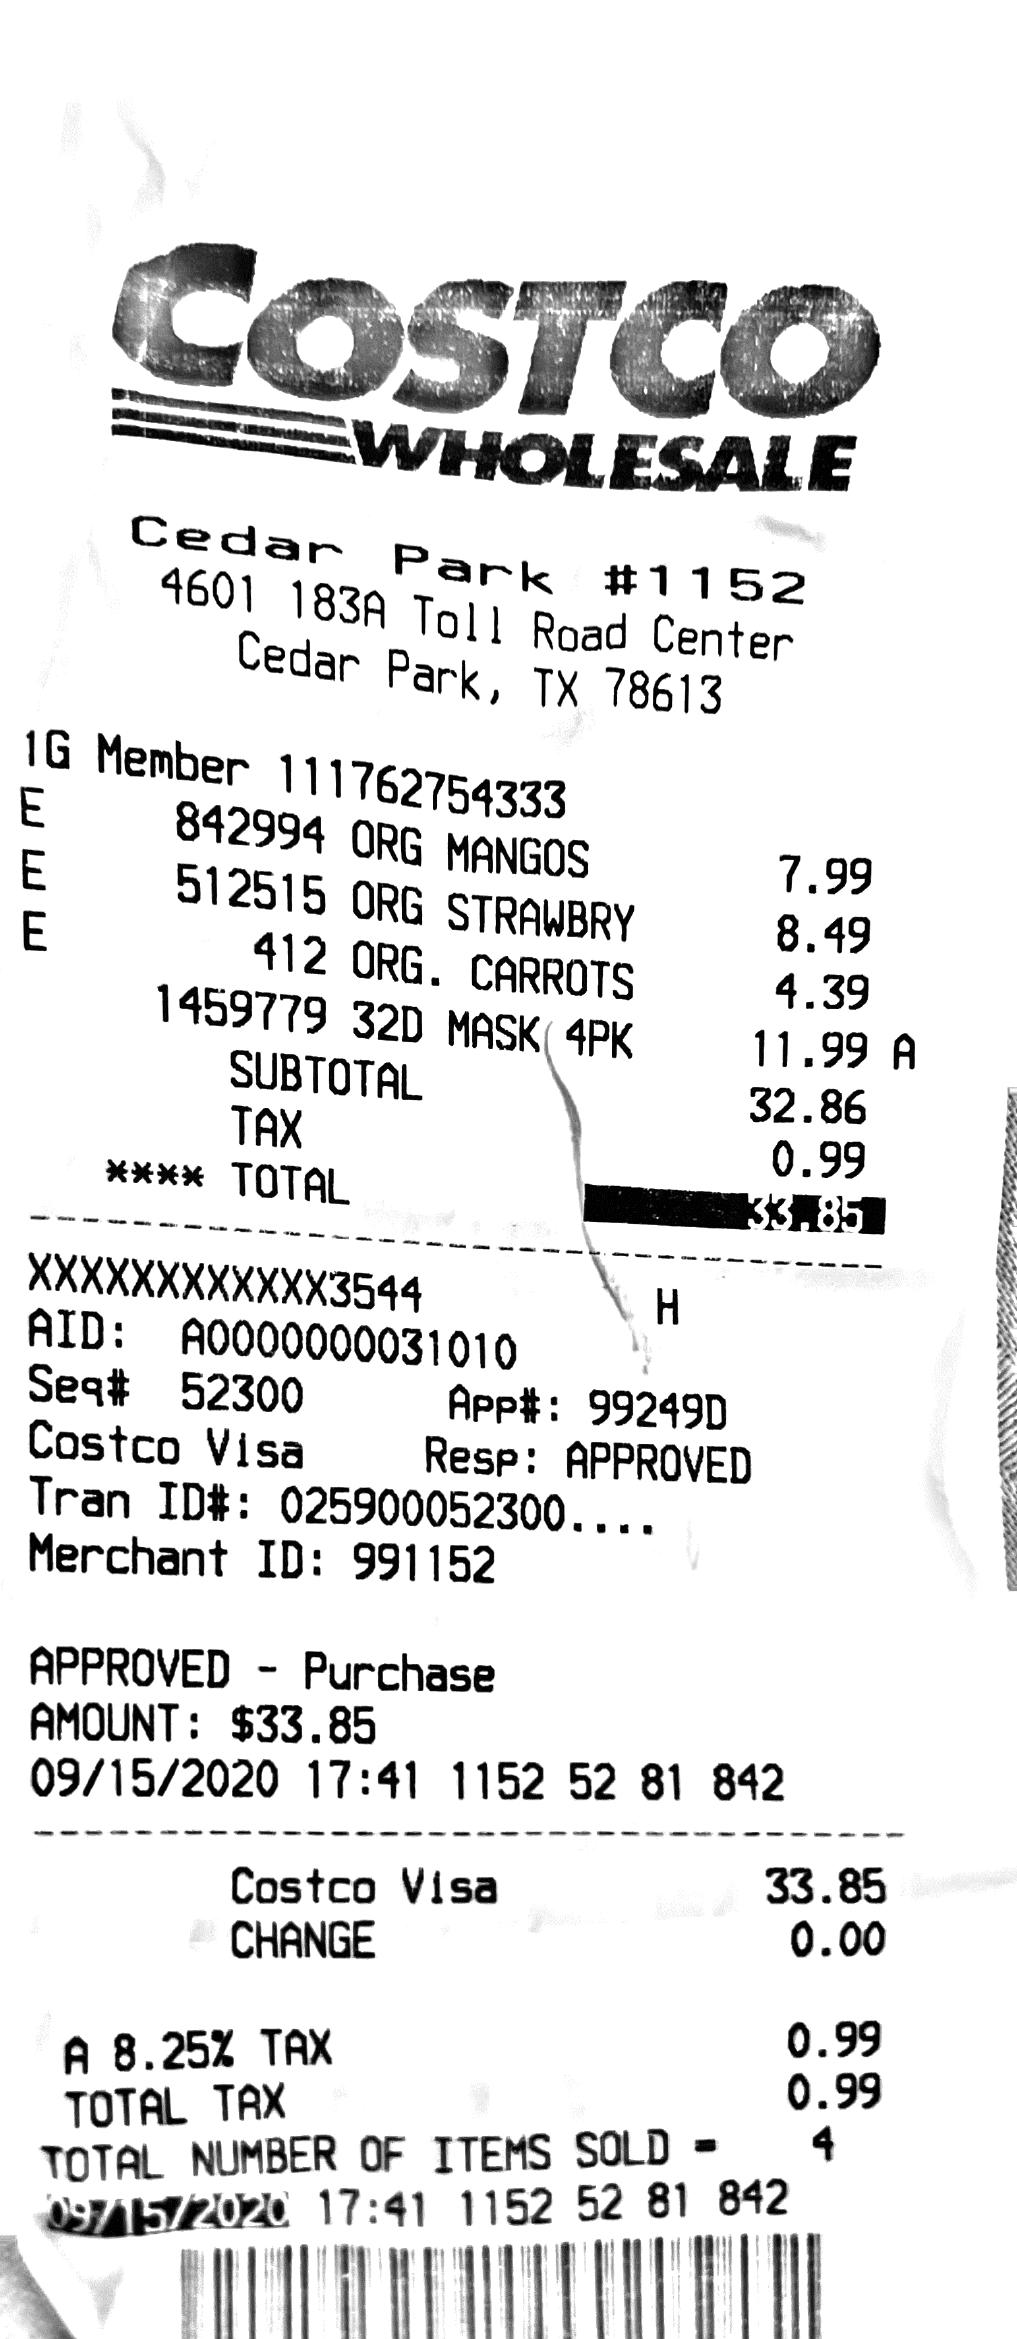 COSTCO
WHOLESALE
Cedar Park #1152
4601 183A Toll Road Center
Cedar Park, TX 78613
1G Member 111762754333
E 842994 ORG MANGOS 7.99
E 512515 ORG STRAWBRY 8.49
E 412 ORG. CARROTS 4.39
1459779 32D MASK 4PK 11.99 A
SUBTOTAL 32.86
TAX 0.99
**** TOTAL 33.85
XXXXXXXXXXXX3544 H
AID: A0000000031010
Seq# 52300 App#: 99249D
Costco Visa Resp: APPROVED
Tran ID#: 025900052300....
Merchant ID: 991152
APPROVED - Purchase
AMOUNT: $33.85
09/15/2020 17:41 1152 52 81 842
Costco Visa 33.85
CHANGE 0.00
A 8.25% TAX 0.99
TOTAL TAX 0.99
TOTAL NUMBER OF ITEMS SOLD = 4
09/15/2020 17:41 1152 52 81 842